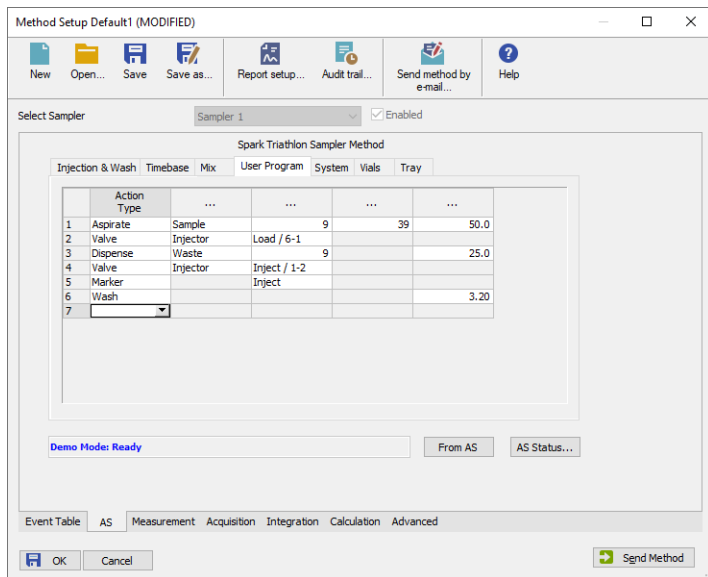 Method Setup Default1 (MODIFIED)
New Open... Save Save as... Report setup... Audit trail... Send method by e-mail... Help
Select Sampler Sampler 1 Enabled
Spark Triathlon Sampler Method
Injection & Wash Timebase Mix User Program System Vials Tray
Action Type ... ... ... ...
1 Aspirate Sample 9 39 50.0
2 Valve Injector Load / 6-1
3 Dispense Waste 9 25.0
4 Valve Injector Inject / 1-2
5 Marker Inject
6 Wash 3.20
7
Demo Mode: Ready From AS AS Status...
Event Table AS Measurement Acquisition Integration Calculation Advanced
OK Cancel Send Method